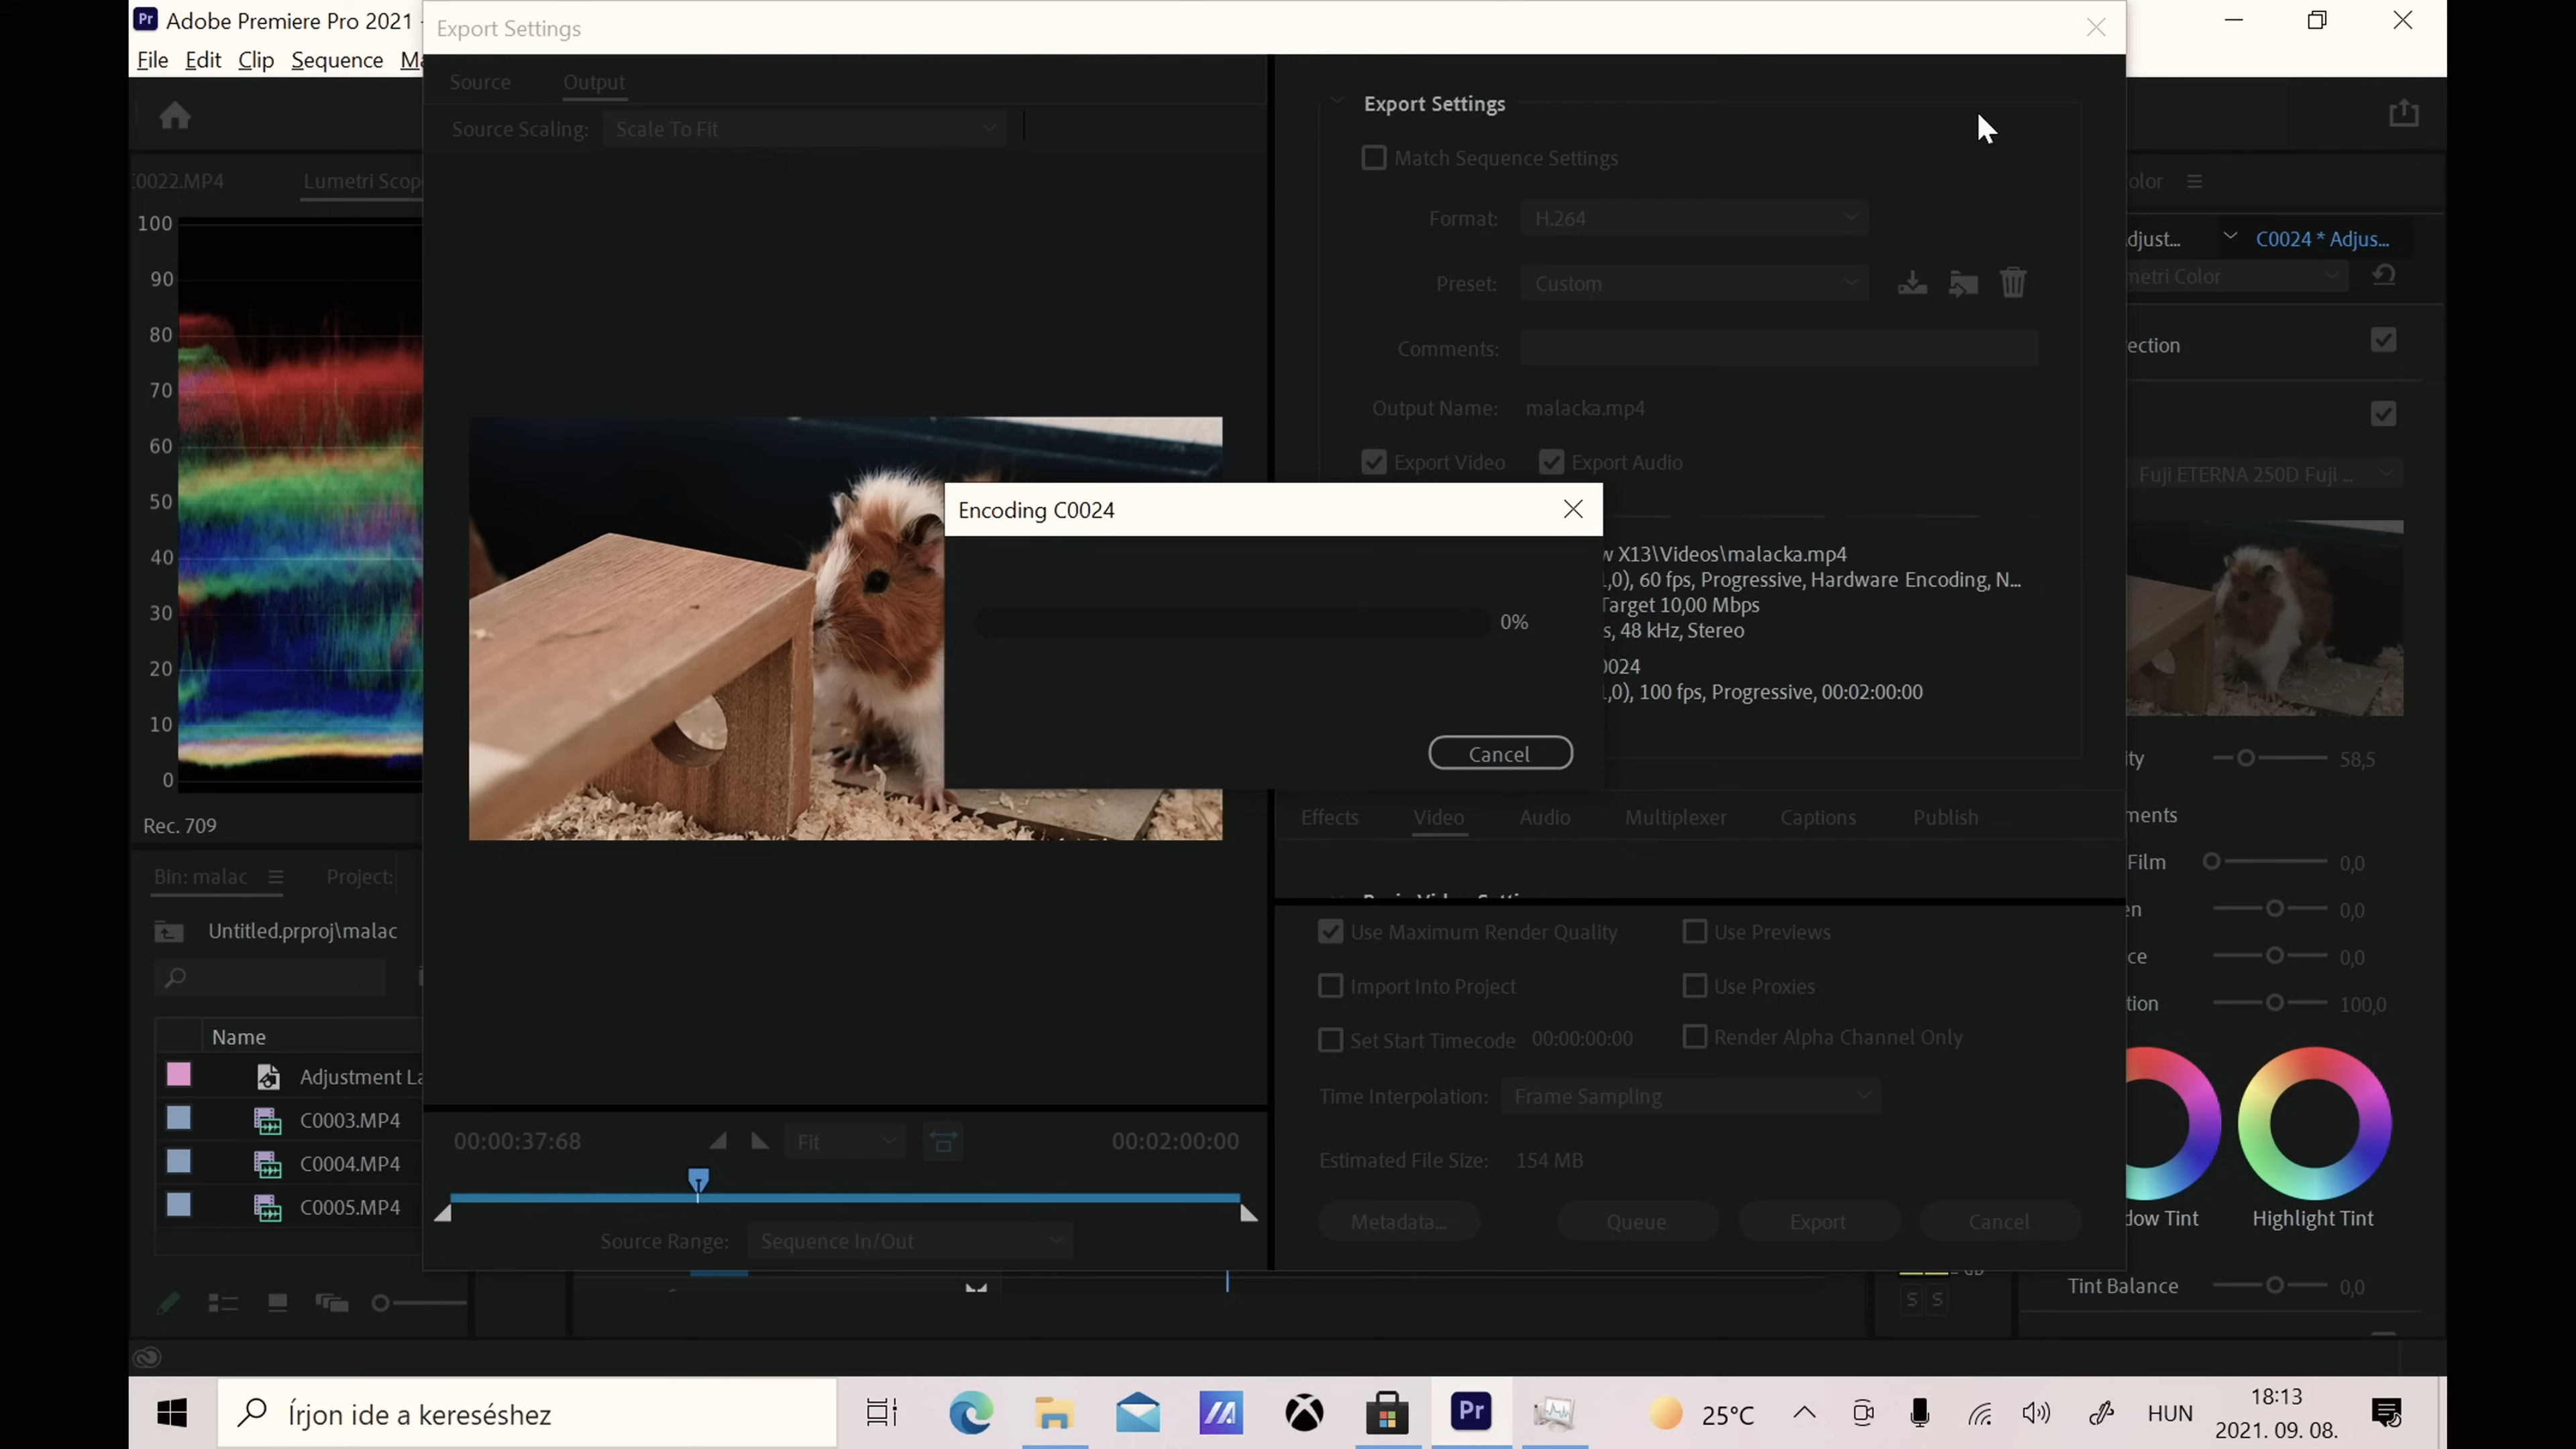 Pr Adobe Premiere Pro 2021 -
File Edit Clip Sequence Ma
Export Settings
Source Output
Source Scaling: Scale To Fit
Export Settings
Match Sequence Settings
Format: H.264
Preset: Custom
Comments:
Output Name: malacka.mp4
Export Video Export Audio
w X13\Videos\malacka.mp4
1,0), 60 fps, Progressive, Hardware Encoding, N...
Target 10,00 Mbps
s, 48 kHz, Stereo
0024
1,0), 100 fps, Progressive, 00:02:00:00
Encoding C0024
0%
Cancel
Effects Video Audio Multiplexer Captions Publish
Use Maximum Render Quality Use Previews
Import Into Project Use Proxies
Set Start Timecode 00:00:00:00 Render Alpha Channel Only
Time Interpolation: Frame Sampling
Estimated File Size: 154 MB
Metadata... Queue Export Cancel
00:00:37:68 Fit 00:02:00:00
Source Range: Sequence In/Out
C0022.MP4 Lumetri Scop
100
90
80
70
60
50
40
30
20
10
0
Rec. 709
Bin: malac Project:
Untitled.prproj\malac
Name
Adjustment La
C0003.MP4
C0004.MP4
C0005.MP4
olor
djust... C0024 * Adjus...
metri Color
ection
Fuji ETERNA 250D Fuji ...
ity 58,5
ments
Film 0,0
en 0,0
ce 0,0
tion 100,0
dow Tint Highlight Tint
Tint Balance 0,0
S S
Írjon ide a kereséshez
Pr
25°C
HUN
18:13
2021. 09. 08.